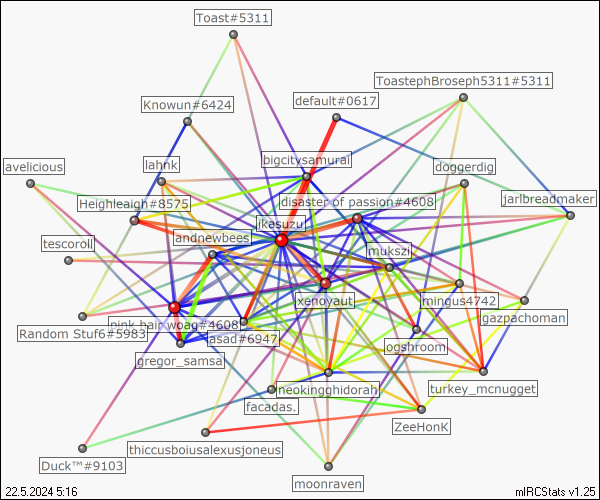 Toast#5311
ToastephBroseph5311#5311
Knowun#6424
default#0617
avelicious
lahnk
bigcitysamurai
doggerdig
Heighleaigh#8575
disaster of passion#4608
jarlbreadmaker
ikasuzu
tescoroll
andnewbees
mukszi
xenoyaut
mingus4742
gazpachoman
Random Stuf6#5983
pink hair woag#4608
asad#6947
ogshroom
gregor_samsa
neokingghidorah
turkey_mcnugget
facadas.
ZeeHonK
thiccusboiusalexusjoneus
Duck™#9103
moonraven
22.5.2024 5:16
mIRCStats v1.25